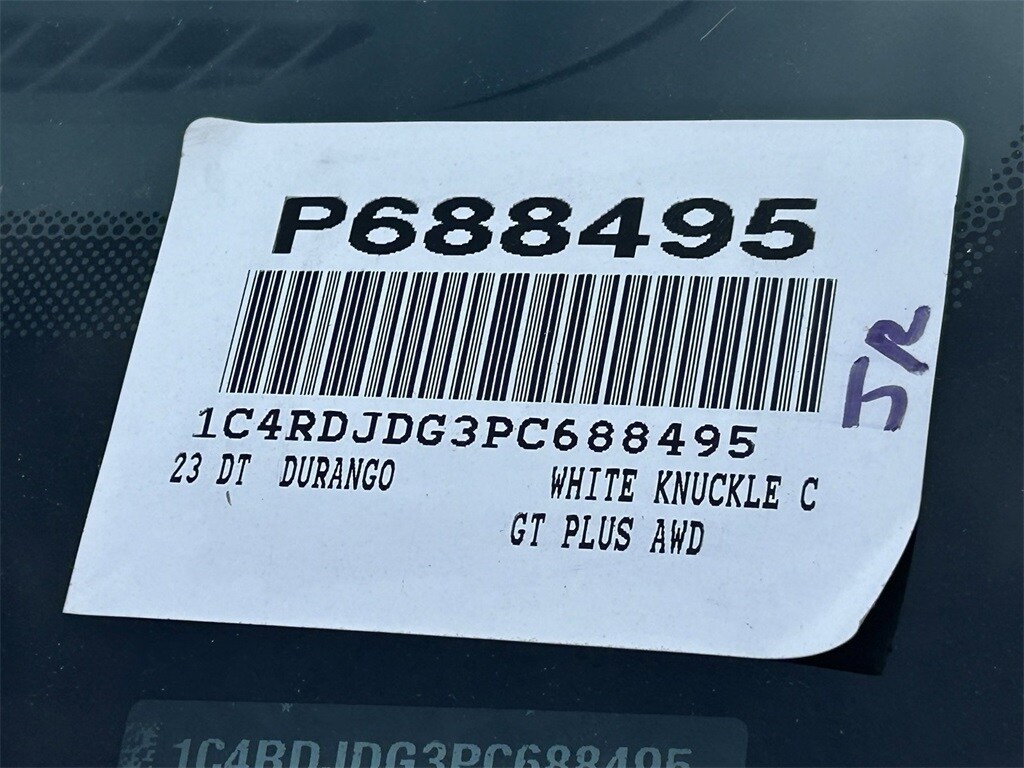 P688495
1C4RDJDG3PC688495
23 DT DURANGO WHITE KNUCKLE C
GT PLUS AWD
JR
1C4RDJDG3PC688495